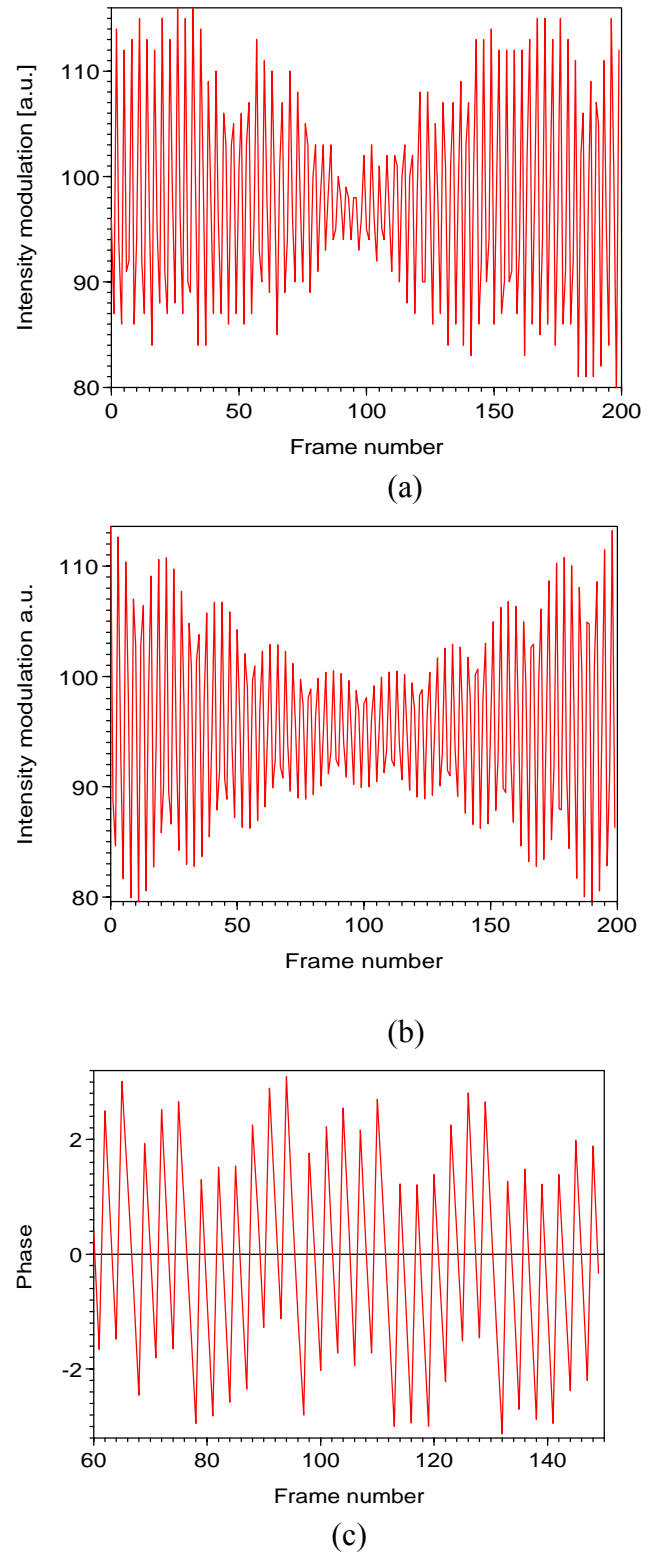 Intensity modulation [a.u.]
110
100
90
80
0
50
100
150
200
Frame number
(a)
Intensity modulation a.u.
110
100
90
80
0
50
100
150
200
Frame number
(b)
Phase
2
0
-2
60
80
100
120
140
Frame number
(c)